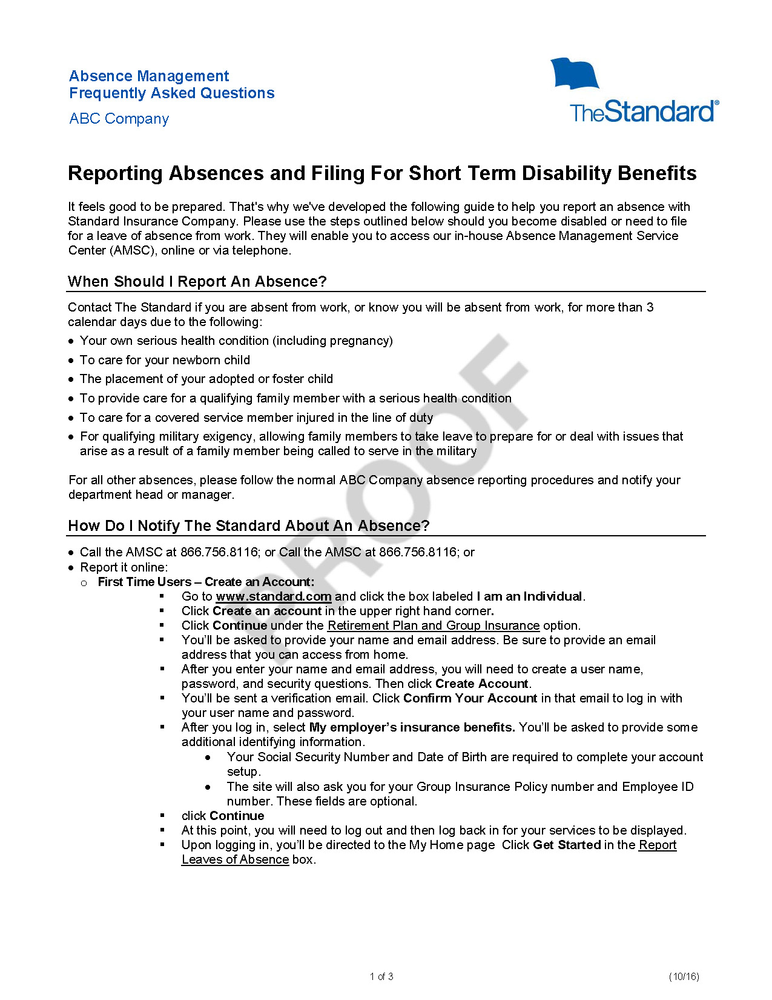 Absence Management
Frequently Asked Questions
ABC Company
TheStandard®
Reporting Absences and Filing For Short Term Disability Benefits
It feels good to be prepared. That's why we've developed the following guide to help you report an absence with
Standard Insurance Company. Please use the steps outlined below should you become disabled or need to file
for a leave of absence from work. They will enable you to access our in-house Absence Management Service
Center (AMSC), online or via telephone.
When Should I Report An Absence?
Contact The Standard if you are absent from work, or know you will be absent from work, for more than 3
calendar days due to the following:
• Your own serious health condition (including pregnancy)
• To care for your newborn child
• The placement of your adopted or foster child
• To provide care for a qualifying family member with a serious health condition
• To care for a covered service member injured in the line of duty
• For qualifying military exigency, allowing family members to take leave to prepare for or deal with issues that
arise as a result of a family member being called to serve in the military
For all other absences, please follow the normal ABC Company absence reporting procedures and notify your
department head or manager.
How Do I Notify The Standard About An Absence?
• Call the AMSC at 866.756.8116; or Call the AMSC at 866.756.8116; or
• Report it online:
o First Time Users – Create an Account:
▪ Go to www.standard.com and click the box labeled I am an Individual.
▪ Click Create an account in the upper right hand corner.
▪ Click Continue under the Retirement Plan and Group Insurance option.
▪ You’ll be asked to provide your name and email address. Be sure to provide an email
address that you can access from home.
▪ After you enter your name and email address, you will need to create a user name,
password, and security questions. Then click Create Account.
▪ You’ll be sent a verification email. Click Confirm Your Account in that email to log in with
your user name and password.
▪ After you log in, select My employer’s insurance benefits. You’ll be asked to provide some
additional identifying information.
• Your Social Security Number and Date of Birth are required to complete your account
setup.
• The site will also ask you for your Group Insurance Policy number and Employee ID
number. These fields are optional.
▪ click Continue
▪ At this point, you will need to log out and then log back in for your services to be displayed.
▪ Upon logging in, you’ll be directed to the My Home page  Click Get Started in the Report
Leaves of Absence box.
PROOF
1 of 3
(10/16)